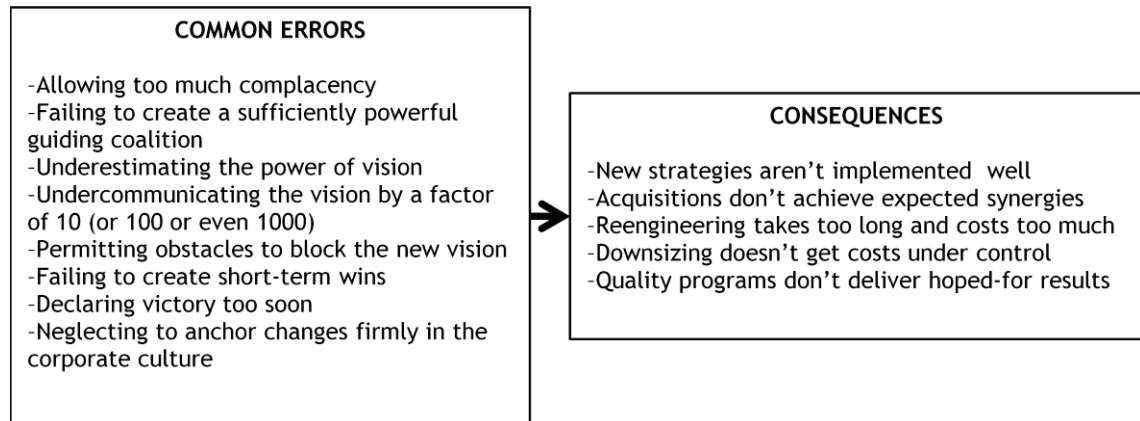 COMMON ERRORS
-Allowing too much complacency
-Failing to create a sufficiently powerful
guiding coalition
-Underestimating the power of vision
-Undercommunicating the vision by a factor
of 10 (or 100 or even 1000)
-Permitting obstacles to block the new vision
-Failing to create short-term wins
-Declaring victory too soon
-Neglecting to anchor changes firmly in the
corporate culture
CONSEQUENCES
-New strategies aren’t implemented  well
-Acquisitions don’t achieve expected synergies
-Reengineering takes too long and costs too much
-Downsizing doesn’t get costs under control
-Quality programs don’t deliver hoped-for results